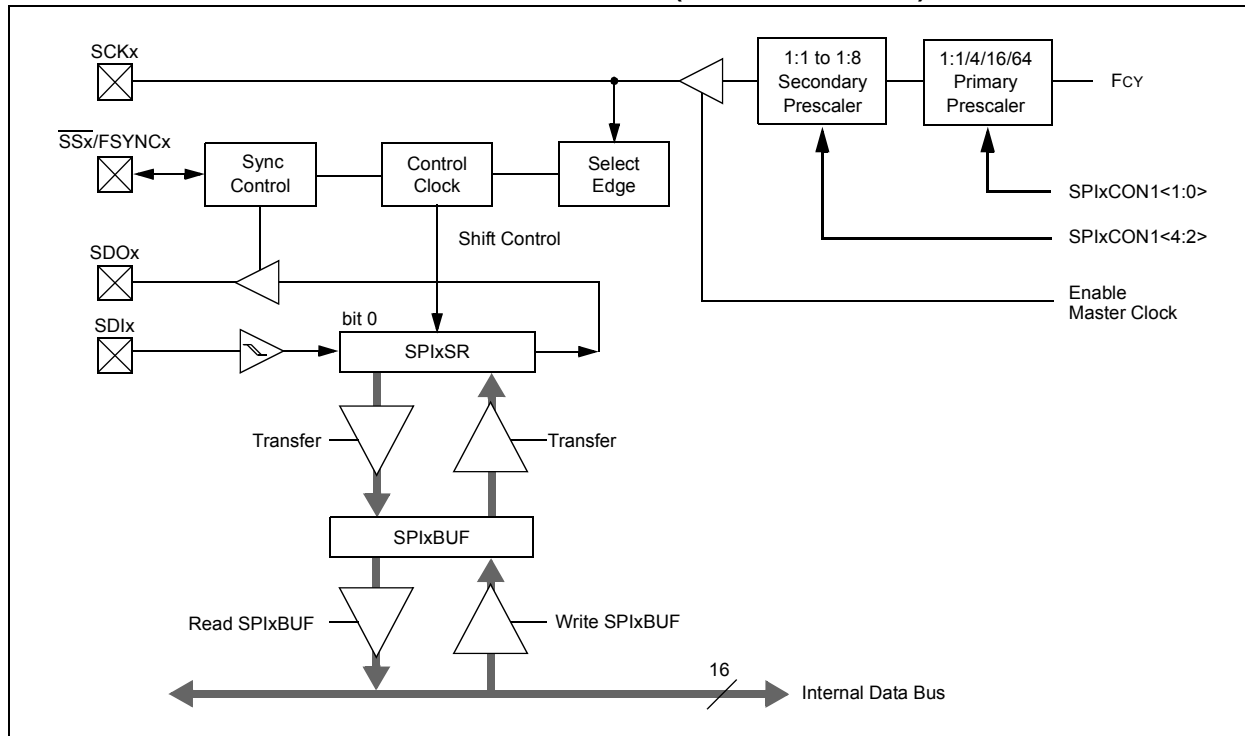 SCKx
1:1 to 1:8
Secondary
Prescaler
1:1/4/16/64
Primary
Prescaler
FCY
SSx/FSYNCx
Sync
Control
Control
Clock
Select
Edge
SPIxCON1<1:0>
SPIxCON1<4:2>
Shift Control
SDOx
Enable
Master Clock
bit 0
SDIx
SPIxSR
Transfer
Transfer
SPIxBUF
Read SPIxBUF
Write SPIxBUF
16
Internal Data Bus